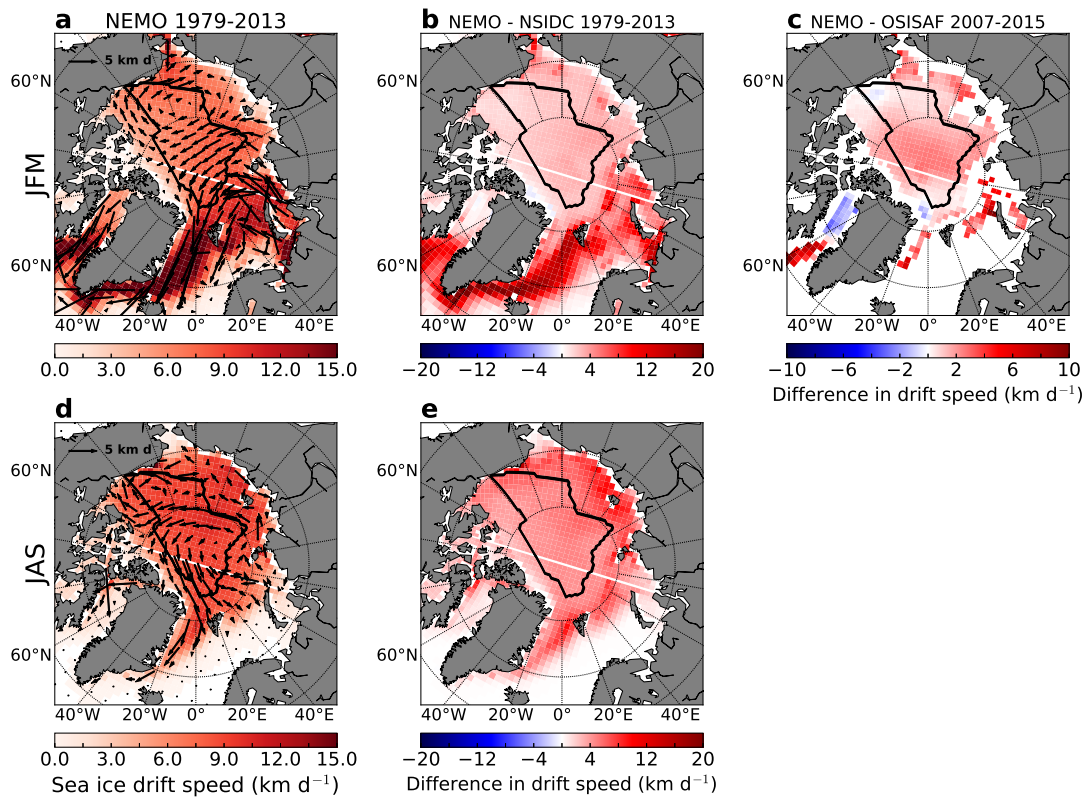 a NEMO 1979-2013
b NEMO - NSIDC 1979-2013
c NEMO - OSISAF 2007-2015
JFM
5 km d
60°N
60°N
60°N
60°N
60°N
60°N
40°W 20°W 0° 20°E 40°E
40°W 20°W 0° 20°E 40°E
40°W 20°W 0° 20°E 40°E
0.0 3.0 6.0 9.0 12.0 15.0
−20 −12 −4 4 12 20
−10 −6 −2 2 6 10
Difference in drift speed (km d⁻¹)
d
e
JAS
5 km d
60°N
60°N
60°N
60°N
40°W 20°W 0° 20°E 40°E
40°W 20°W 0° 20°E 40°E
0.0 3.0 6.0 9.0 12.0 15.0
−20 −12 −4 4 12 20
Sea ice drift speed (km d⁻¹)
Difference in drift speed (km d⁻¹)